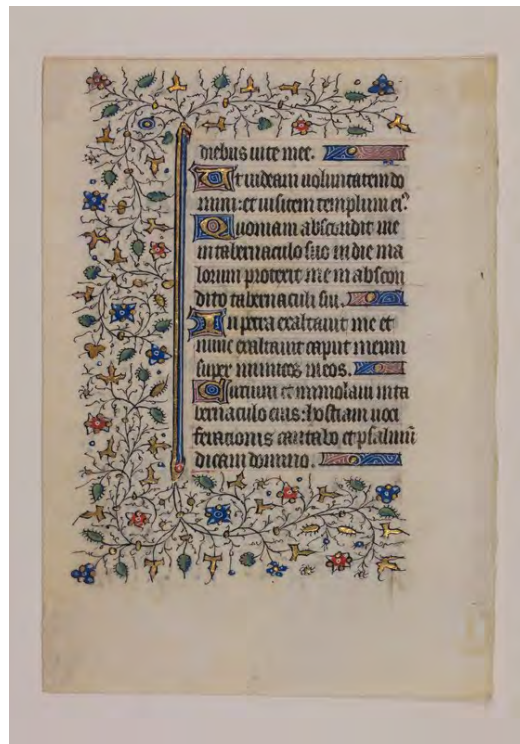 diebus uite mee.
Ut uideam uoluntatem do
mini: et uisitem templum ei⁹
Quoniam abscondit me
in tabernaculo suo in die ma
lorum protexit me in abscon
dito tabernaculi sui.
In petra exaltauit me et
nunc exaltauit caput meum
super inimicos meos.
Circuiui et immolaui in ta
bernaculo eius: hostiam uoci
ferationis cantabo et psalmū
dicam domino.